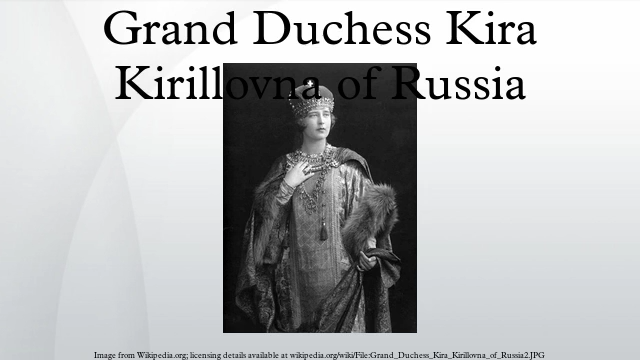 Grand Duchess Kira
Kirillovna of Russia
Image from Wikipedia.org; licensing details available at wikipedia.org/wiki/File:Grand_Duchess_Kira_Kirillovna_of_Russia2.JPG